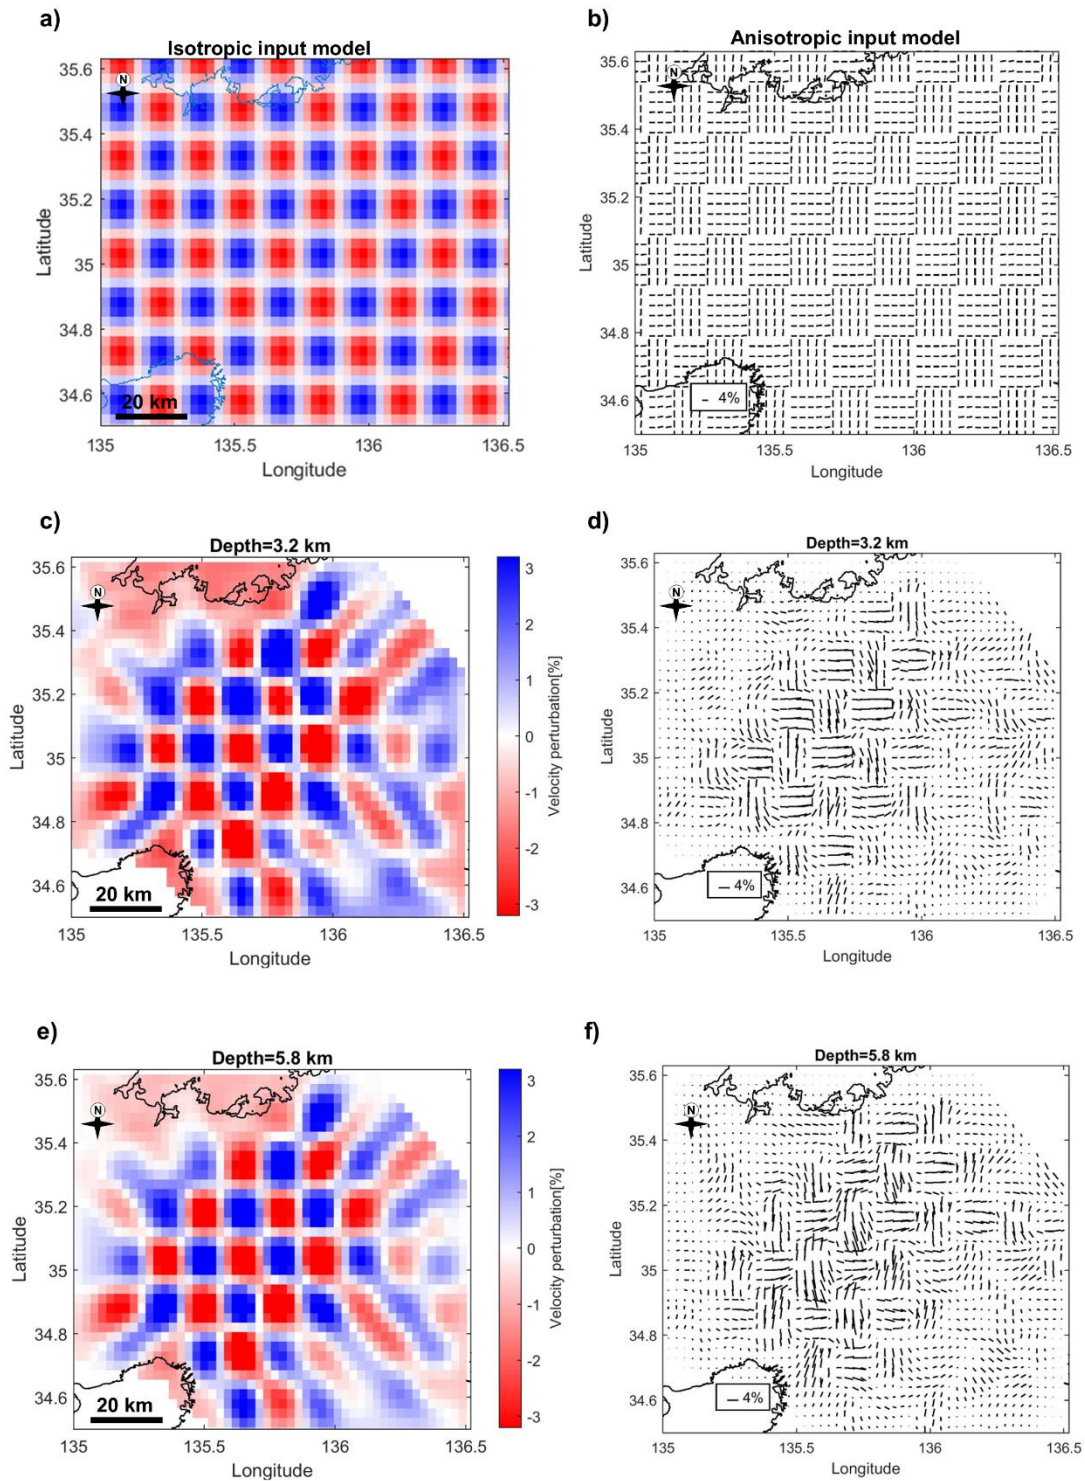 a)
Isotropic input model
N
35.6
35.4
35.2
35
34.8
34.6
Latitude
20 km
135
135.5
136
136.5
Longitude
b)
Anisotropic input model
N
35.6
35.4
35.2
35
34.8
34.6
Latitude
4%
135
135.5
136
136.5
Longitude
c)
Depth=3.2 km
N
35.6
35.4
35.2
35
34.8
34.6
Latitude
20 km
135
135.5
136
136.5
Longitude
3
2
1
0
-1
-2
-3
Velocity perturbation[%]
d)
Depth=3.2 km
N
35.6
35.4
35.2
35
34.8
34.6
Latitude
4%
135
135.5
136
136.5
Longitude
e)
Depth=5.8 km
N
35.6
35.4
35.2
35
34.8
34.6
Latitude
20 km
135
135.5
136
136.5
Longitude
3
2
1
0
-1
-2
-3
Velocity perturbation[%]
f)
Depth=5.8 km
N
35.6
35.4
35.2
35
34.8
34.6
Latitude
4%
135
135.5
136
136.5
Longitude